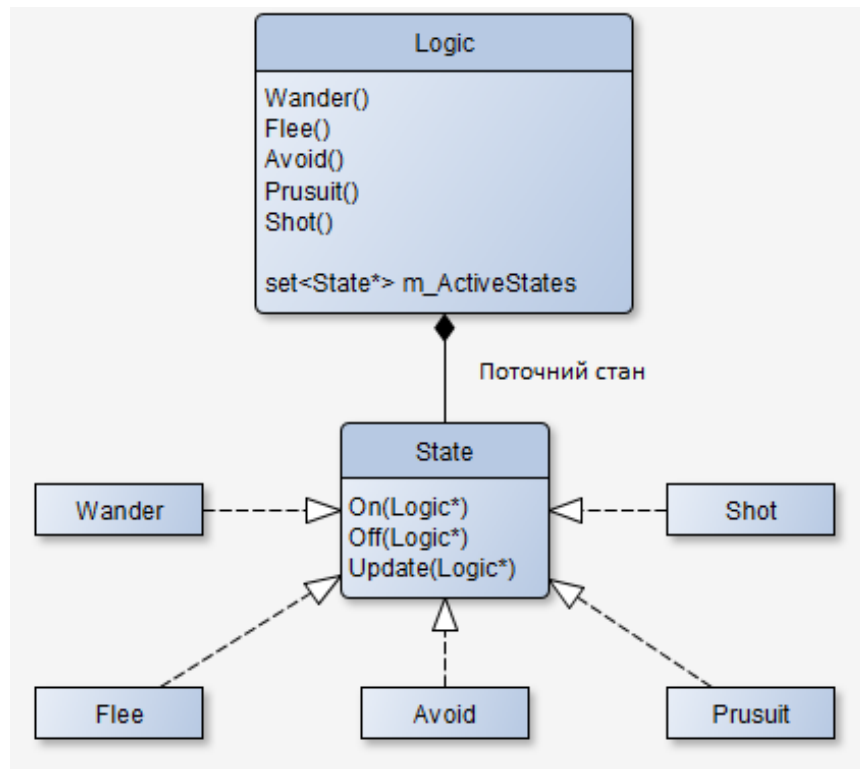 Logic
Wander()
Flee()
Avoid()
Prusuit()
Shot()
set<State*> m_ActiveStates
Поточний стан
State
On(Logic*)
Off(Logic*)
Update(Logic*)
Wander
Shot
Flee
Avoid
Prusuit